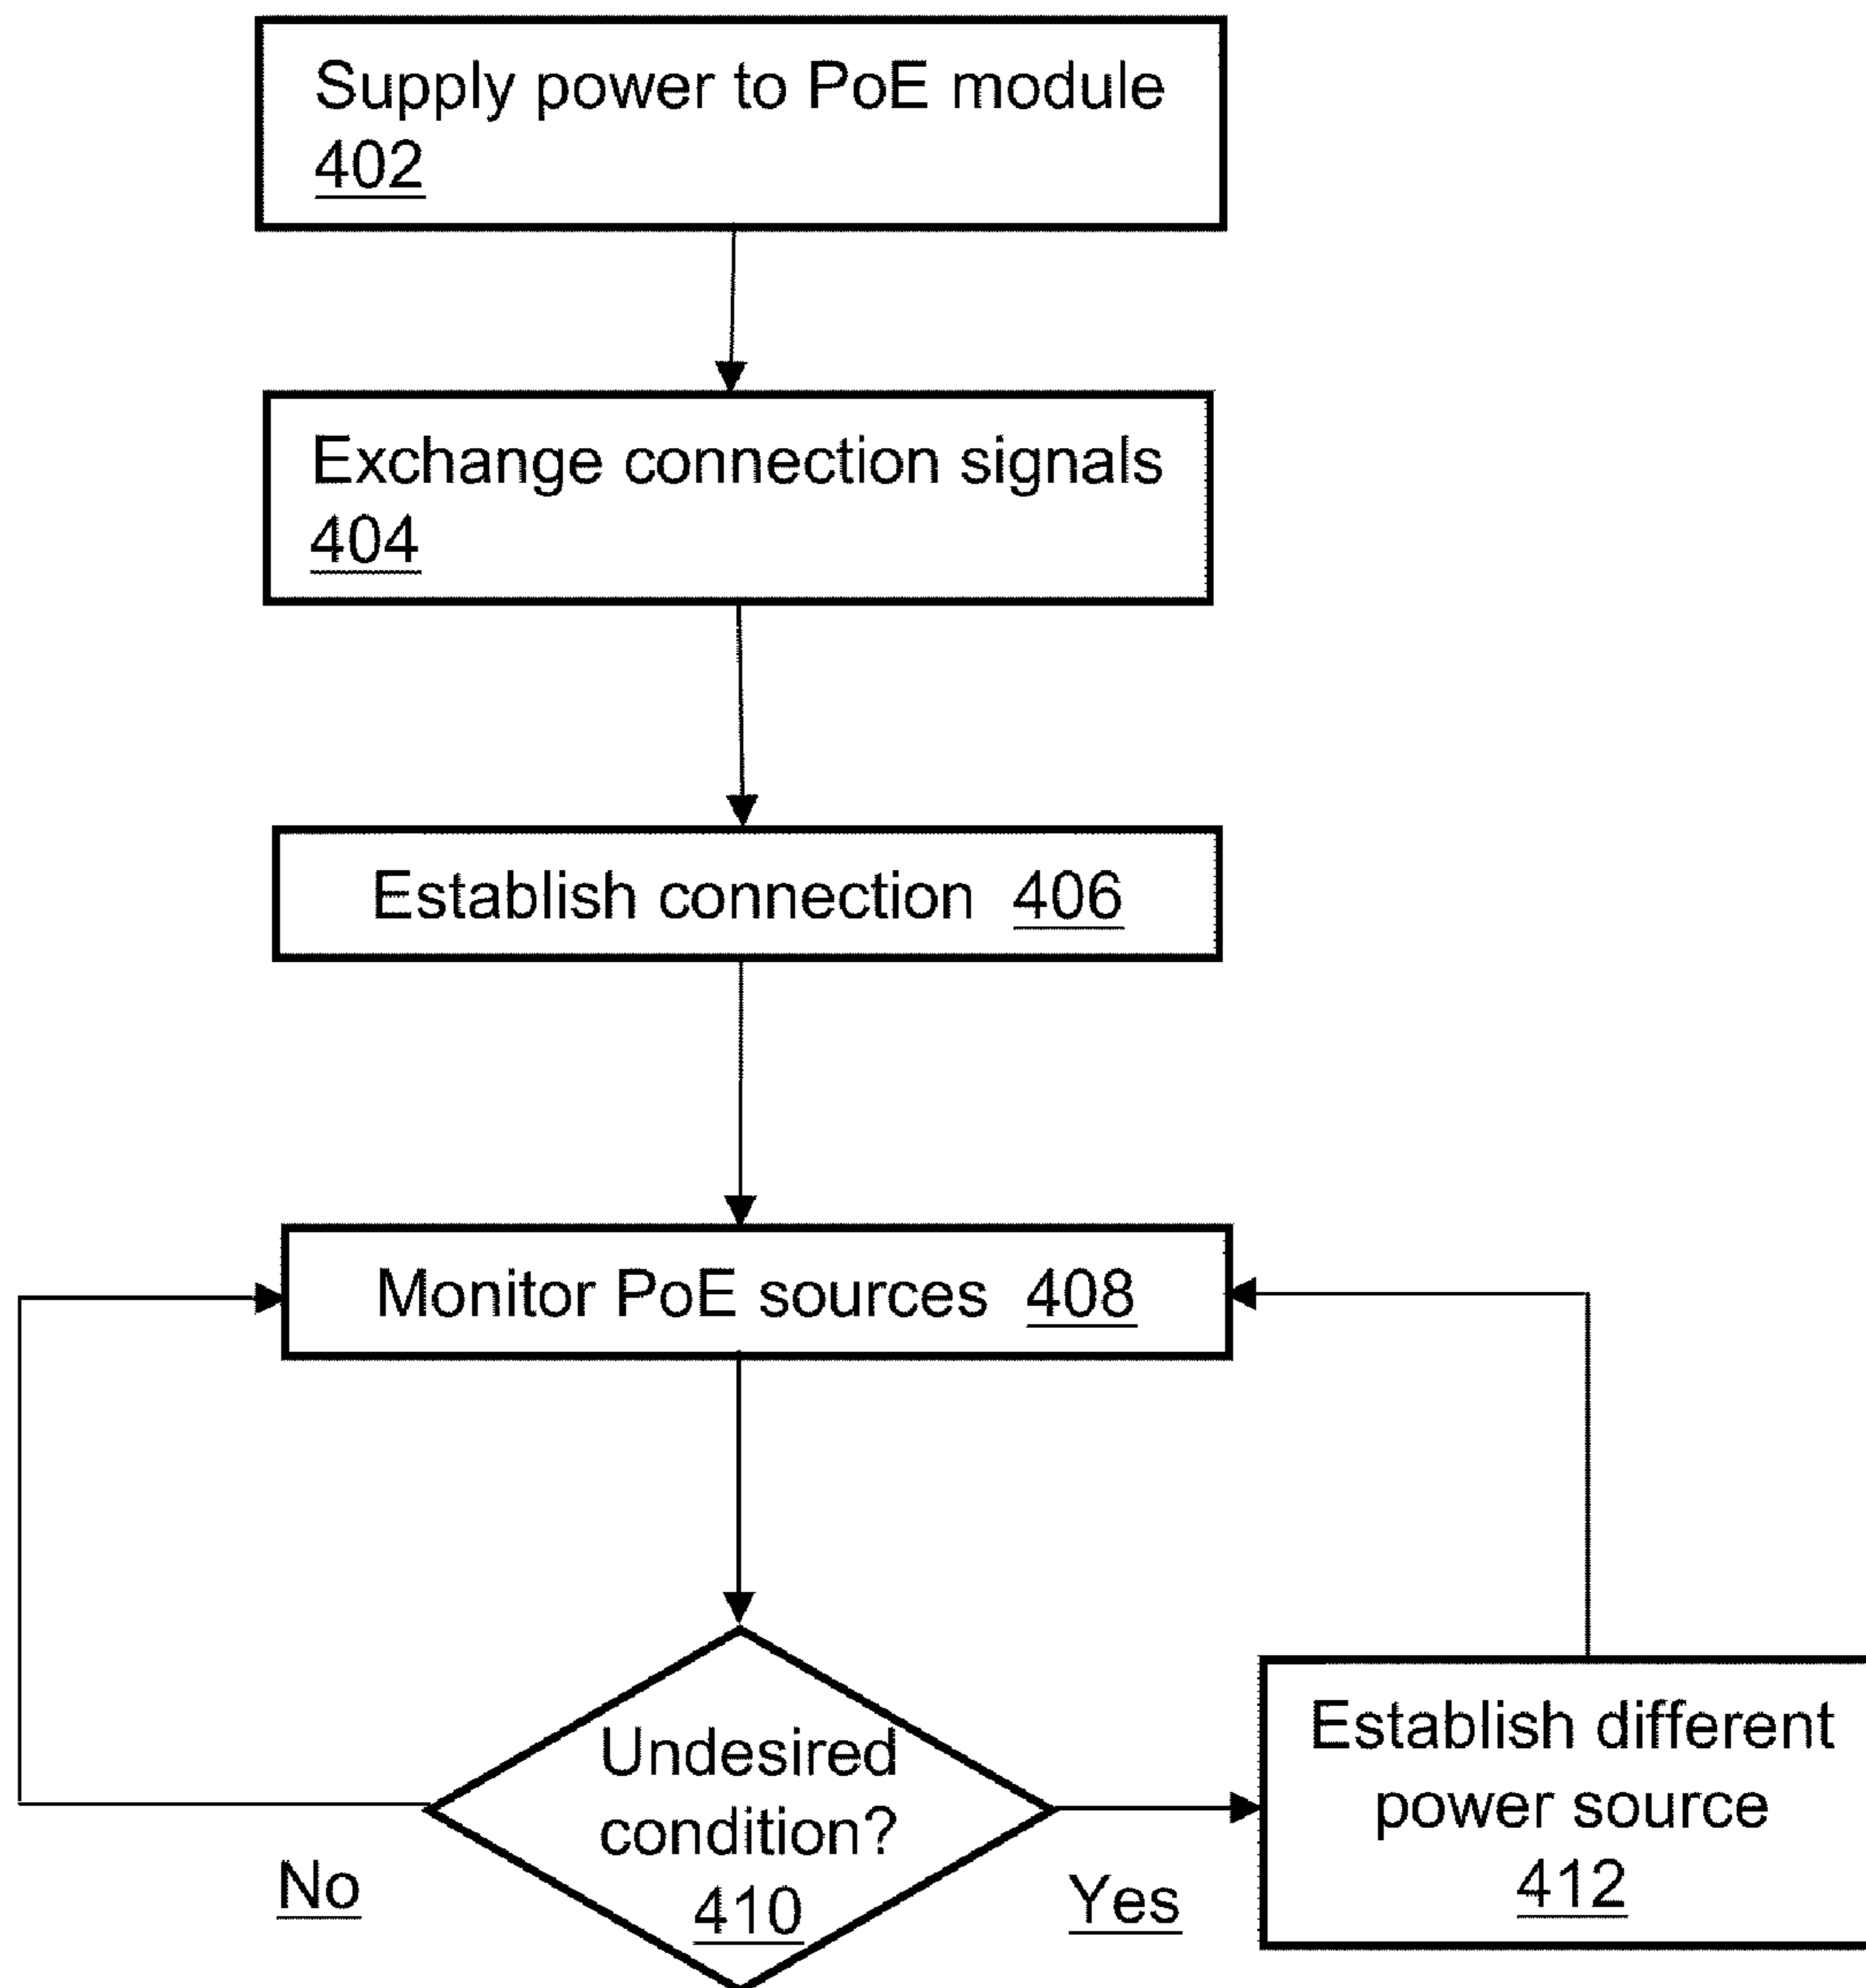 Supply power to PoE module
402
Exchange connection signals
404
Establish connection 406
Monitor PoE sources 408
Undesired
condition?
410
No
Yes
Establish different
power source
412